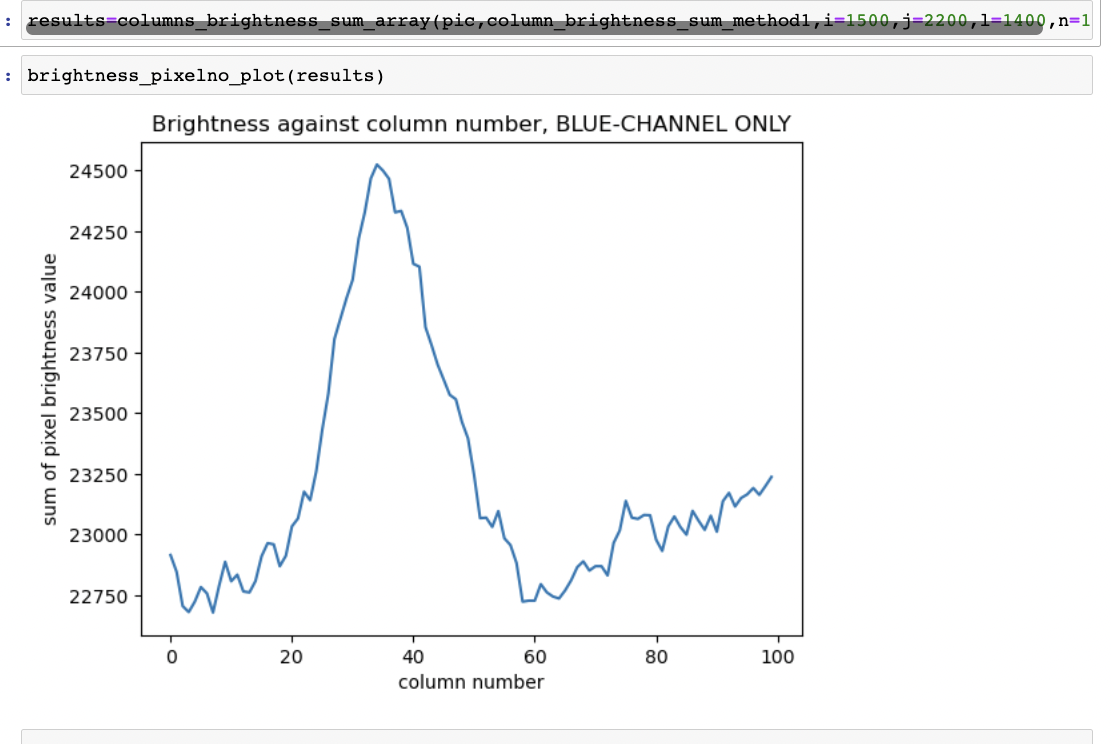 : results=columns_brightness_sum_array(pic,column_brightness_sum_method1,i=1500,j=2200,l=1400,n=1
: brightness_pixelno_plot(results)
Brightness against column number, BLUE-CHANNEL ONLY
24500
24250
24000
23750
23500
23250
23000
22750
sum of pixel brightness value
0 20 40 60 80 100
column number